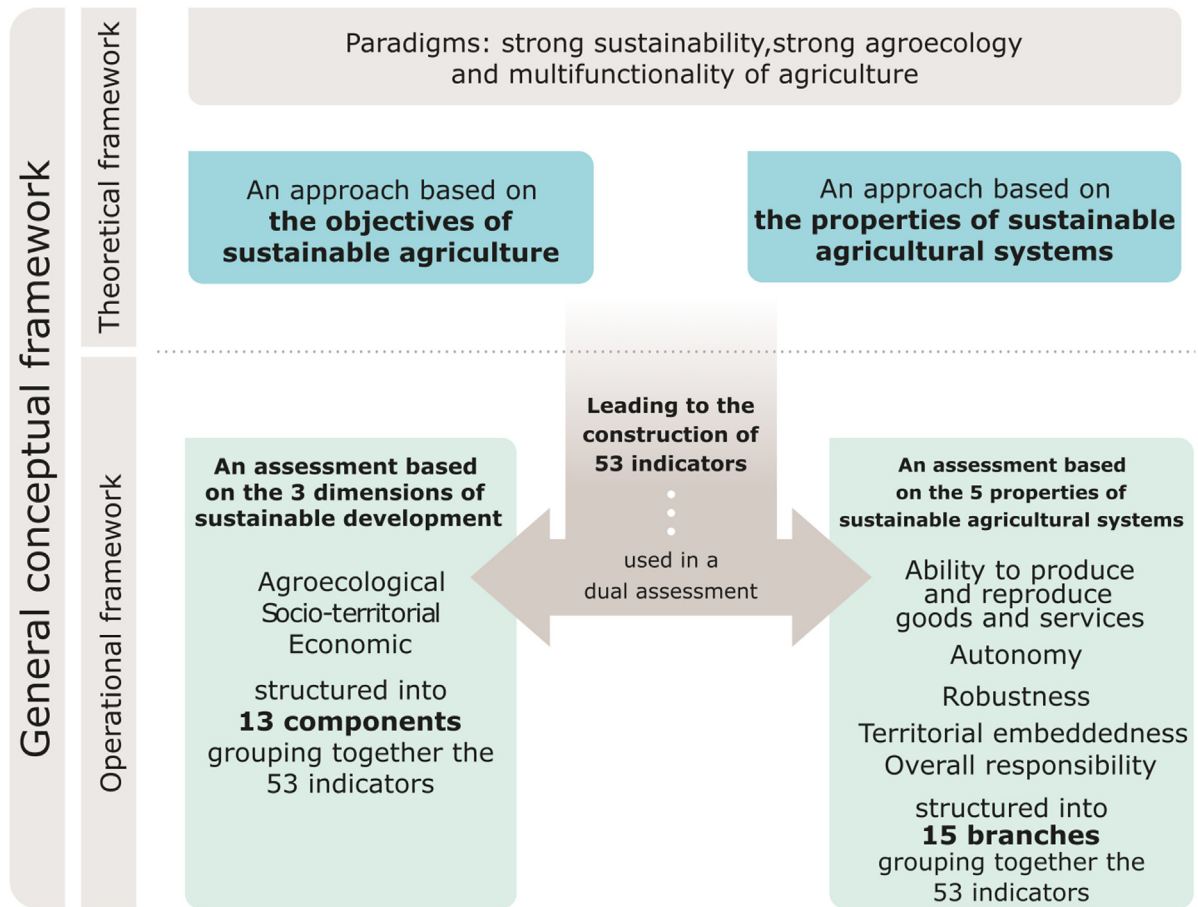 General conceptual framework
Theoretical framework
Paradigms: strong sustainability,strong agroecology
and multifunctionality of agriculture
An approach based on
the objectives of
sustainable agriculture
An approach based on
the properties of sustainable
agricultural systems
Operational framework
Leading to the
construction of
53 indicators
used in a
dual assessment
An assessment based
on the 3 dimensions of
sustainable development
Agroecological
Socio-territorial
Economic
structured into
13 components
grouping together the
53 indicators
An assessment based
on the 5 properties of
sustainable agricultural systems
Ability to produce
and reproduce
goods and services
Autonomy
Robustness
Territorial embeddedness
Overall responsibility
structured into
15 branches
grouping together the
53 indicators